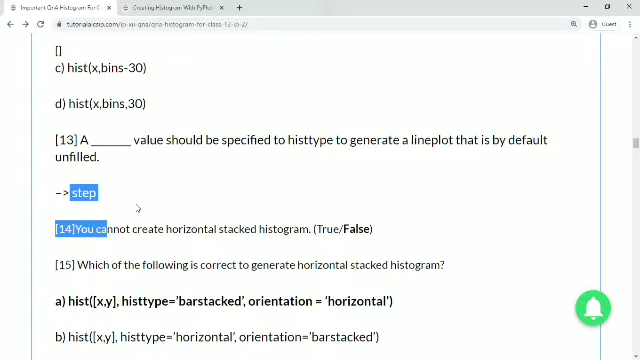 Important QnA Histogram For C
Creating Histogram With PyPlot
tutorialaicsip.com/ip-xii-qna/qna-histogram-for-class-12-ip-2/
Guest
[]
c) hist(x,bins-30)
d) hist(x,bins,30)
[13] A _______ value should be specified to histtype to generate a lineplot that is by default
unfilled.
–> step
[14]You cannot create horizontal stacked histogram. (True/False)
[15] Which of the following is correct to generate horizontal stacked histogram?
a) hist([x,y], histtype=’barstacked’, orientation = ‘horizontal’)
b) hist([x,y], histtype=’horizontal’, orientation=’barstacked’)